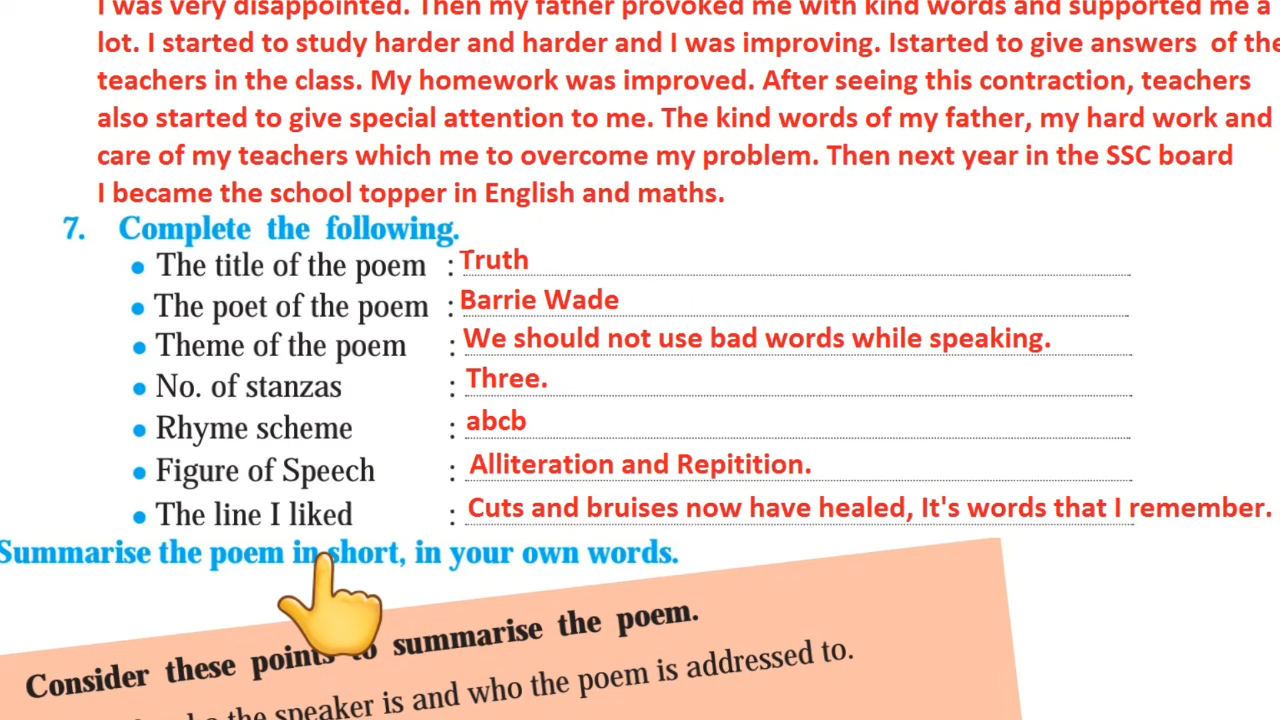 I was very disappointed. Then my father provoked me with kind words and supported me a
lot. I started to study harder and harder and I was improving. Istarted to give answers of the
teachers in the class. My homework was improved. After seeing this contraction, teachers
also started to give special attention to me. The kind words of my father, my hard work and
care of my teachers which me to overcome my problem. Then next year in the SSC board
I became the school topper in English and maths.
7. Complete the following.
• The title of the poem : Truth
• The poet of the poem : Barrie Wade
• Theme of the poem : We should not use bad words while speaking.
• No. of stanzas : Three.
• Rhyme scheme : abcb
• Figure of Speech : Alliteration and Repitition.
• The line I liked : Cuts and bruises now have healed, It's words that I remember.
Summarise the poem in short, in your own words.
Consider these points to summarise the poem.
the speaker is and who the poem is addressed to.